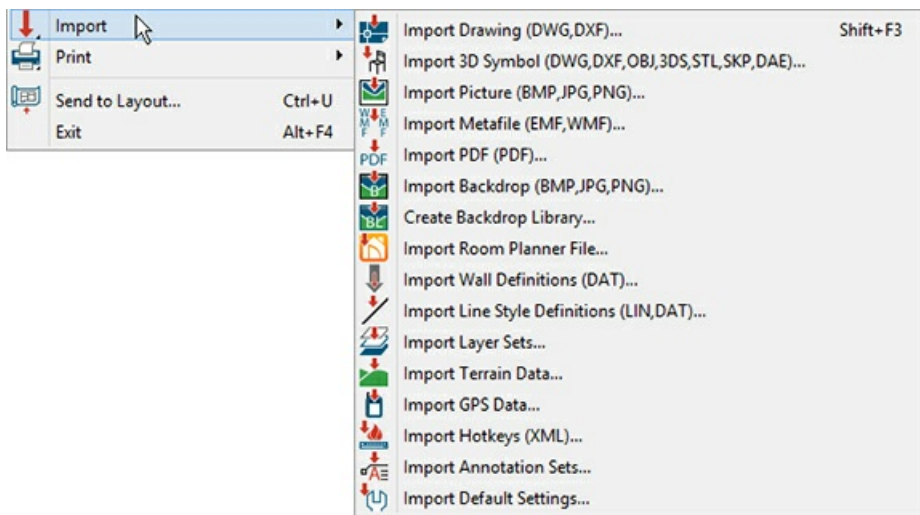 Import
Print
Send to Layout... Ctrl+U
Exit Alt+F4
Import Drawing (DWG,DXF)... Shift+F3
Import 3D Symbol (DWG,DXF,OBJ,3DS,STL,SKP,DAE)...
Import Picture (BMP,JPG,PNG)...
WMF EMF
Import Metafile (EMF,WMF)...
PDF
Import PDF (PDF)...
B
Import Backdrop (BMP,JPG,PNG)...
BL
Create Backdrop Library...
Import Room Planner File...
Import Wall Definitions (DAT)...
Import Line Style Definitions (LIN,DAT)...
Import Layer Sets...
Import Terrain Data...
Import GPS Data...
Import Hotkeys (XML)...
A
Import Annotation Sets...
Import Default Settings...